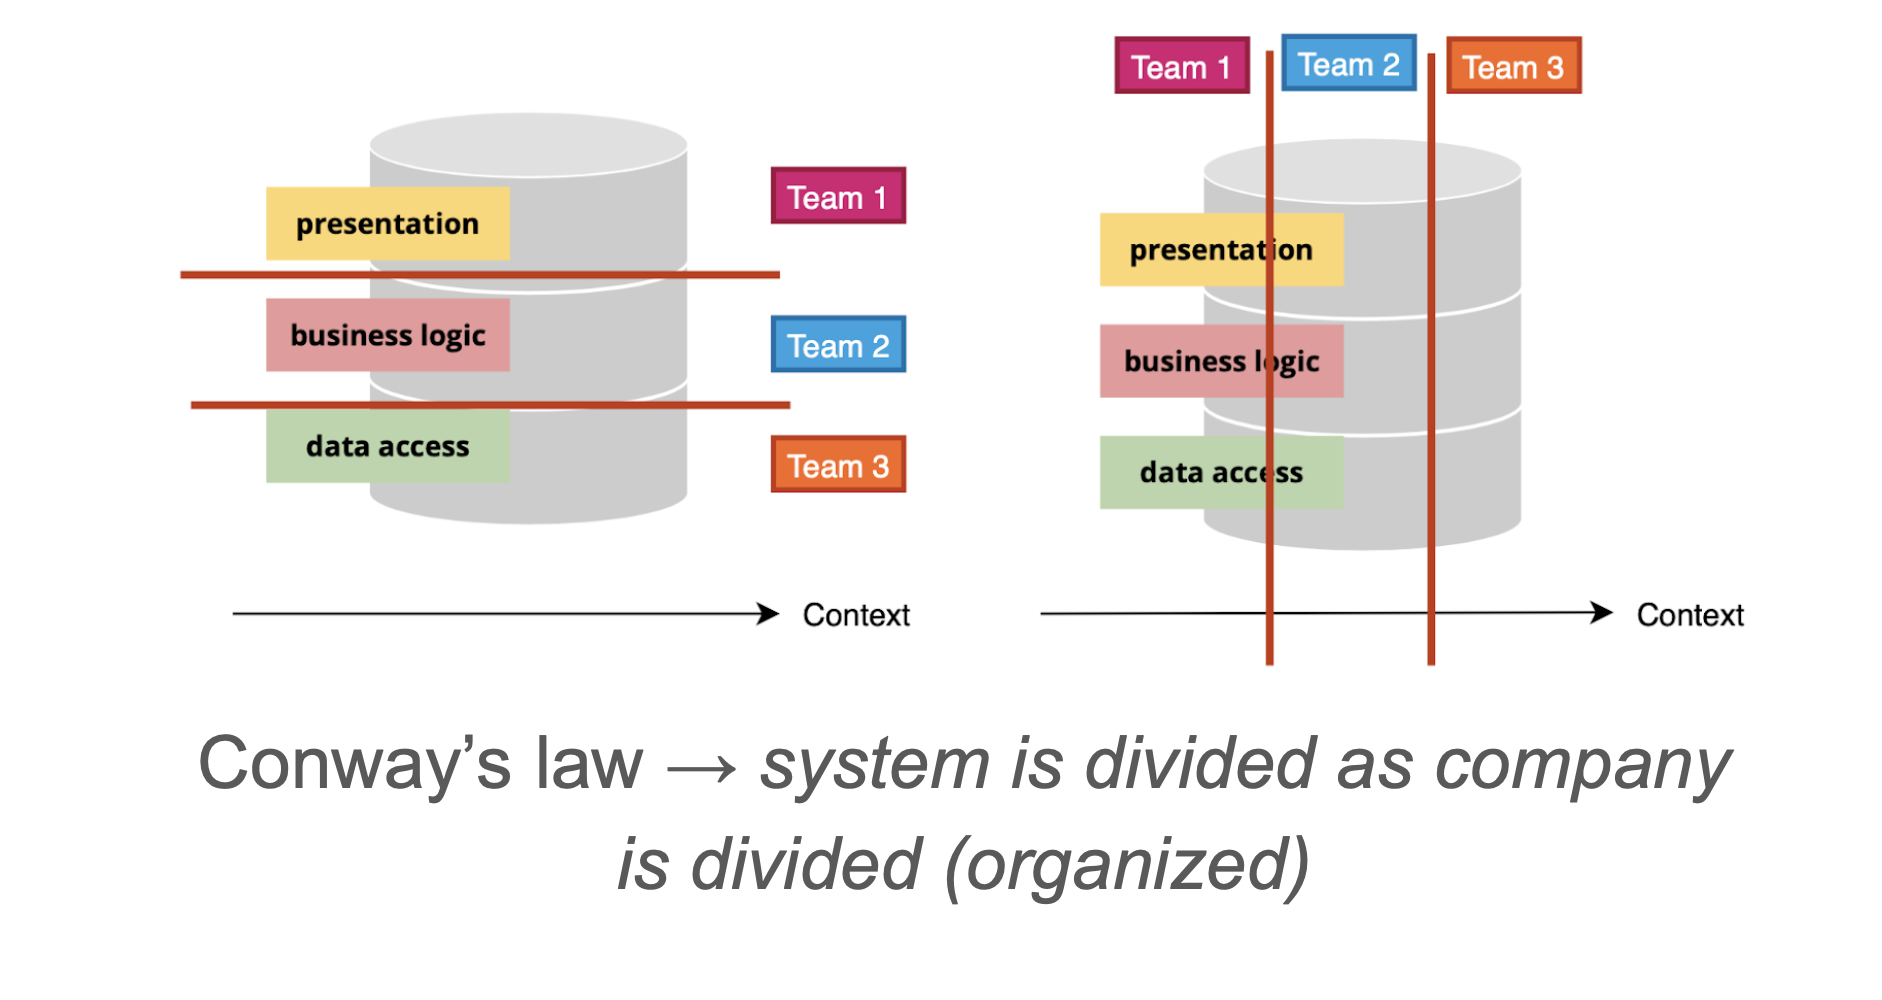 Team 1
Team 2
Team 3
presentation
Team 1
business logic
Team 2
data access
Team 3
Context
presentation
business logic
data access
Context
Conway’s law → system is divided as company
is divided (organized)